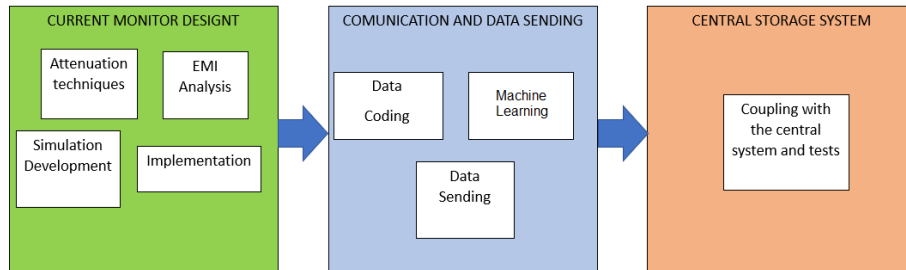 CURRENT MONITOR DESIGNT
Attenuation
techniques
EMI
Analysis
Simulation
Development
Implementation
COMUNICATION AND DATA SENDING
Data
Coding
Machine
Learning
Data
Sending
CENTRAL STORAGE SYSTEM
Coupling with
the central
system and tests